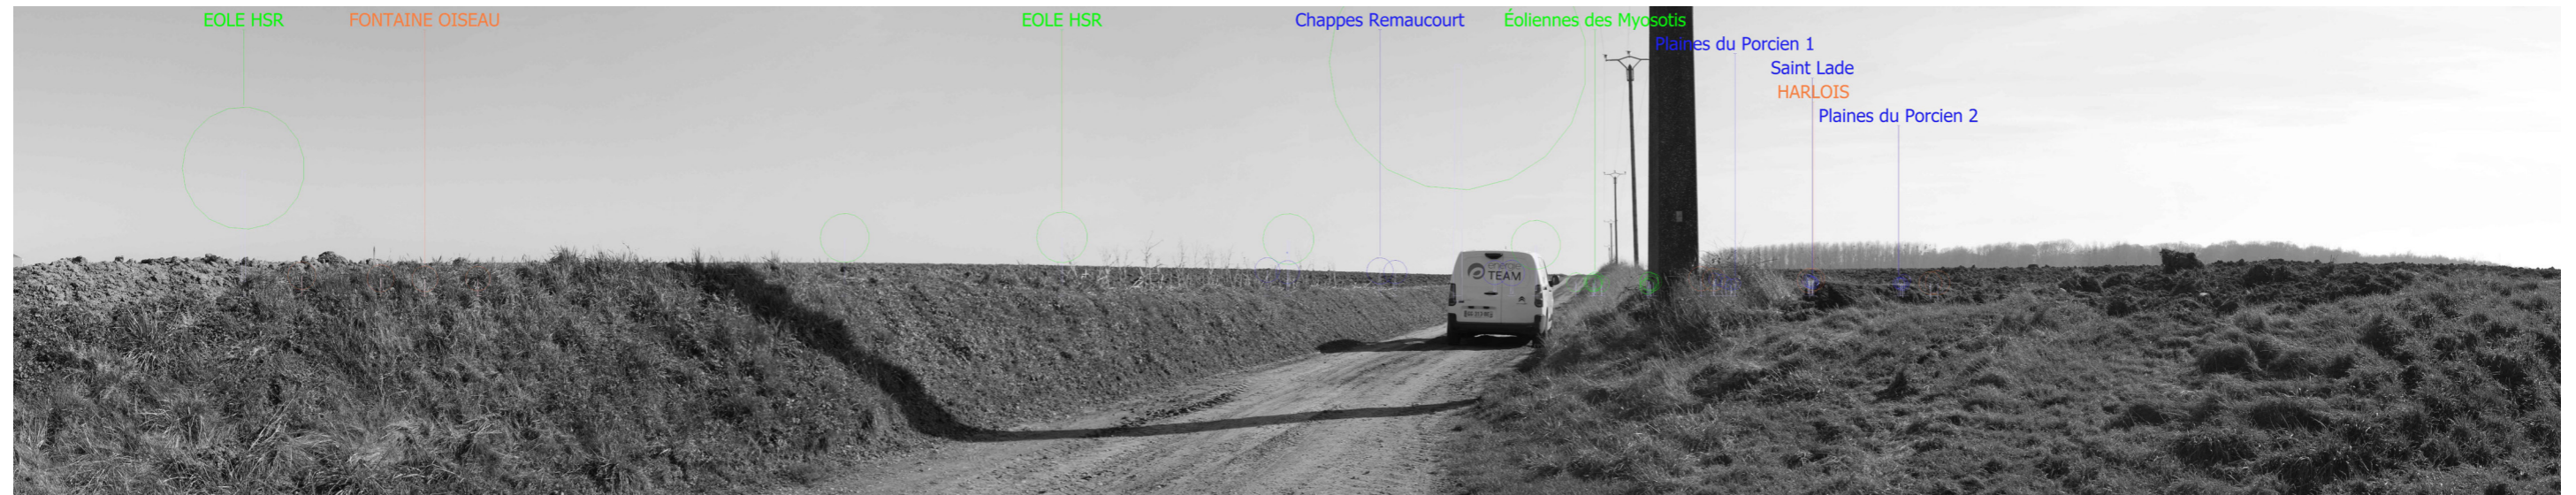 EOLE HSR
FONTAINE OISEAU
EOLE HSR
Chappes Remaucourt
Éoliennes des Myosotis
Plaines du Porcien 1
Saint Lade
HARLOIS
Plaines du Porcien 2
energie
TEAM